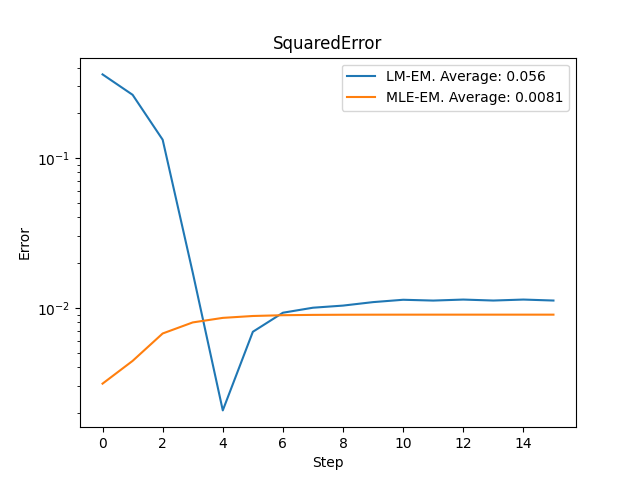 SquaredError
LM-EM. Average: 0.056
MLE-EM. Average: 0.0081
10⁻¹
10⁻²
Error
0 2 4 6 8 10 12 14
Step